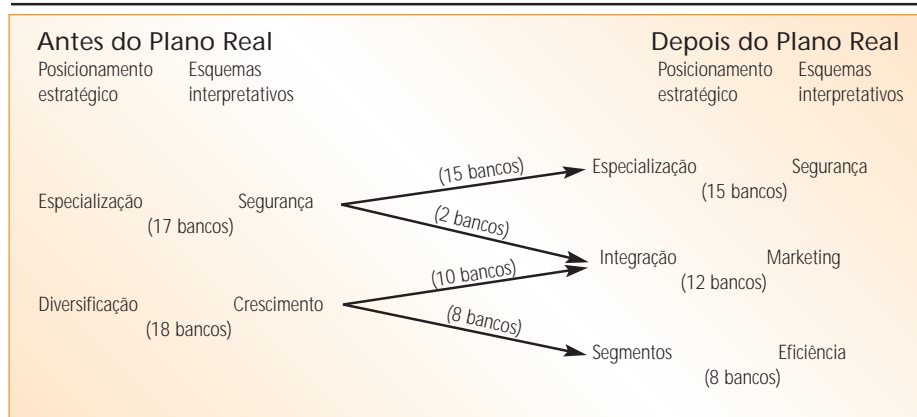 Antes do Plano Real
Posicionamento estratégico
Esquemas interpretativos
Depois do Plano Real
Posicionamento estratégico
Esquemas interpretativos
Especialização Segurança
(17 bancos)
Diversificação Crescimento
(18 bancos)
(15 bancos)
(2 bancos)
(10 bancos)
(8 bancos)
Especialização Segurança
(15 bancos)
Integração Marketing
(12 bancos)
Segmentos Eficiência
(8 bancos)